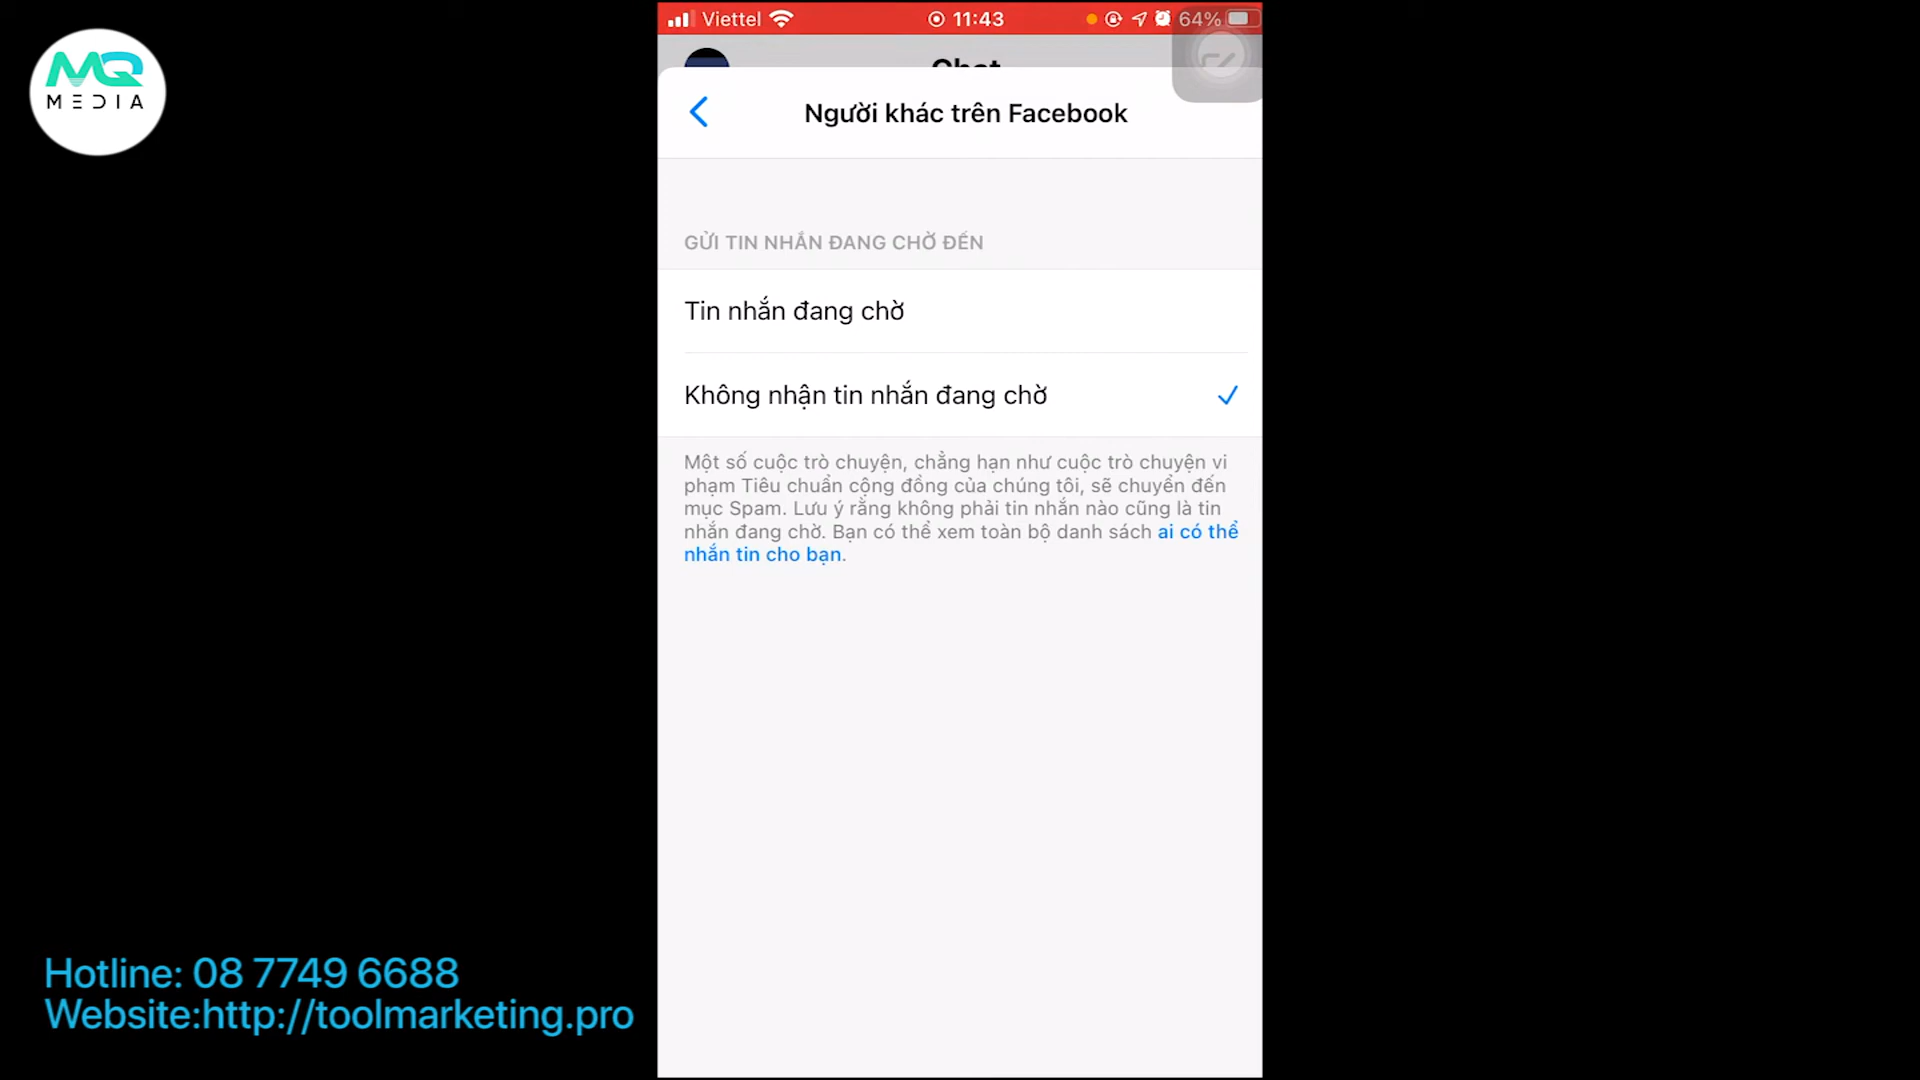 MQ
MEDIA
Viettel
11:43
64%
Chat
Người khác trên Facebook
GỬI TIN NHẮN ĐANG CHỜ ĐẾN
Tin nhắn đang chờ
Không nhận tin nhắn đang chờ
Một số cuộc trò chuyện, chẳng hạn như cuộc trò chuyện vi
phạm Tiêu chuẩn cộng đồng của chúng tôi, sẽ chuyển đến
mục Spam. Lưu ý rằng không phải tin nhắn nào cũng là tin
nhắn đang chờ. Bạn có thể xem toàn bộ danh sách ai có thể
nhắn tin cho bạn.
Hotline: 08 7749 6688
Website:http://toolmarketing.pro